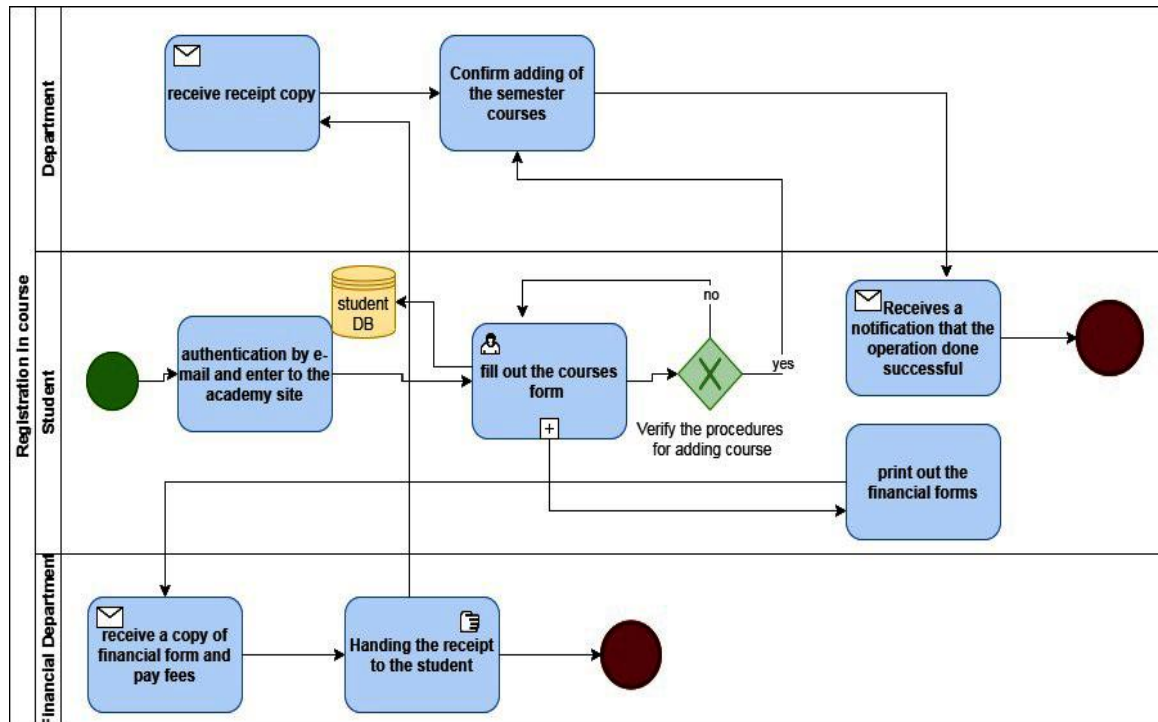 Registration in course
Department
receive receipt copy
Confirm adding of
the semester
courses
Student
authentication by e-
mail and enter to the
academy site
student
DB
fill out the courses
form
no
yes
Verify the procedures
for adding course
Receives a
notification that the
operation done
successful
print out the
financial forms
Financial Department
receive a copy of
financial form and
pay fees
Handing the receipt
to the student